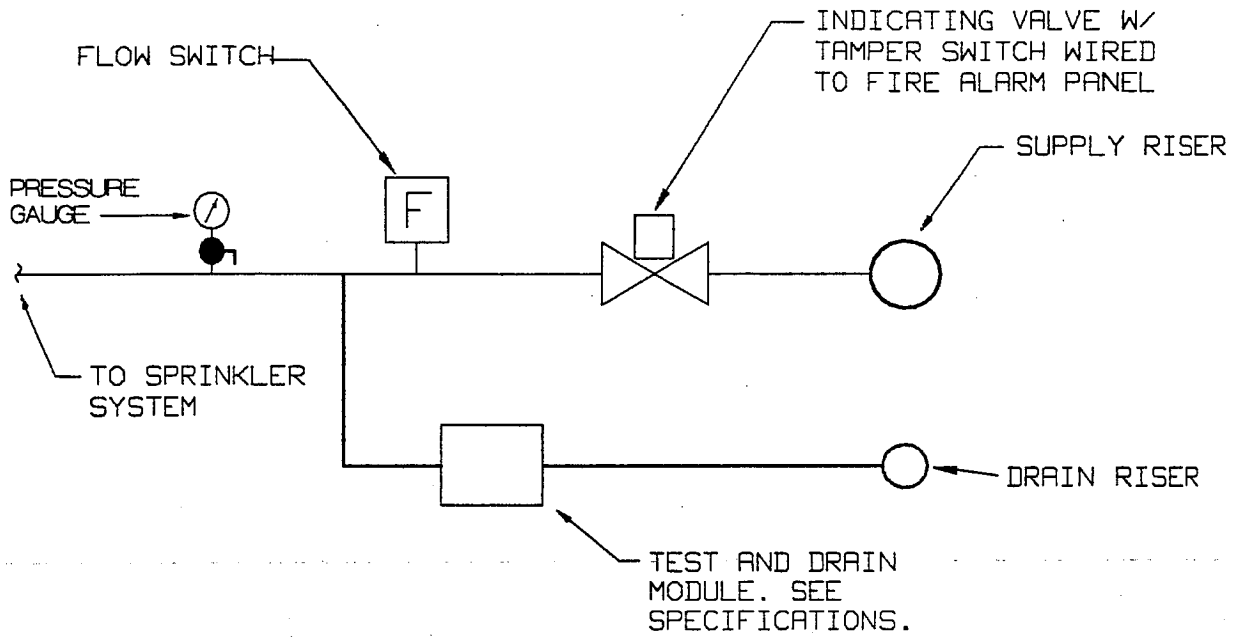 INDICATING VALVE W/
TAMPER SWITCH WIRED
TO FIRE ALARM PANEL
FLOW SWITCH
SUPPLY RISER
PRESSURE
GAUGE
F
TO SPRINKLER
SYSTEM
DRAIN RISER
TEST AND DRAIN
MODULE. SEE
SPECIFICATIONS.